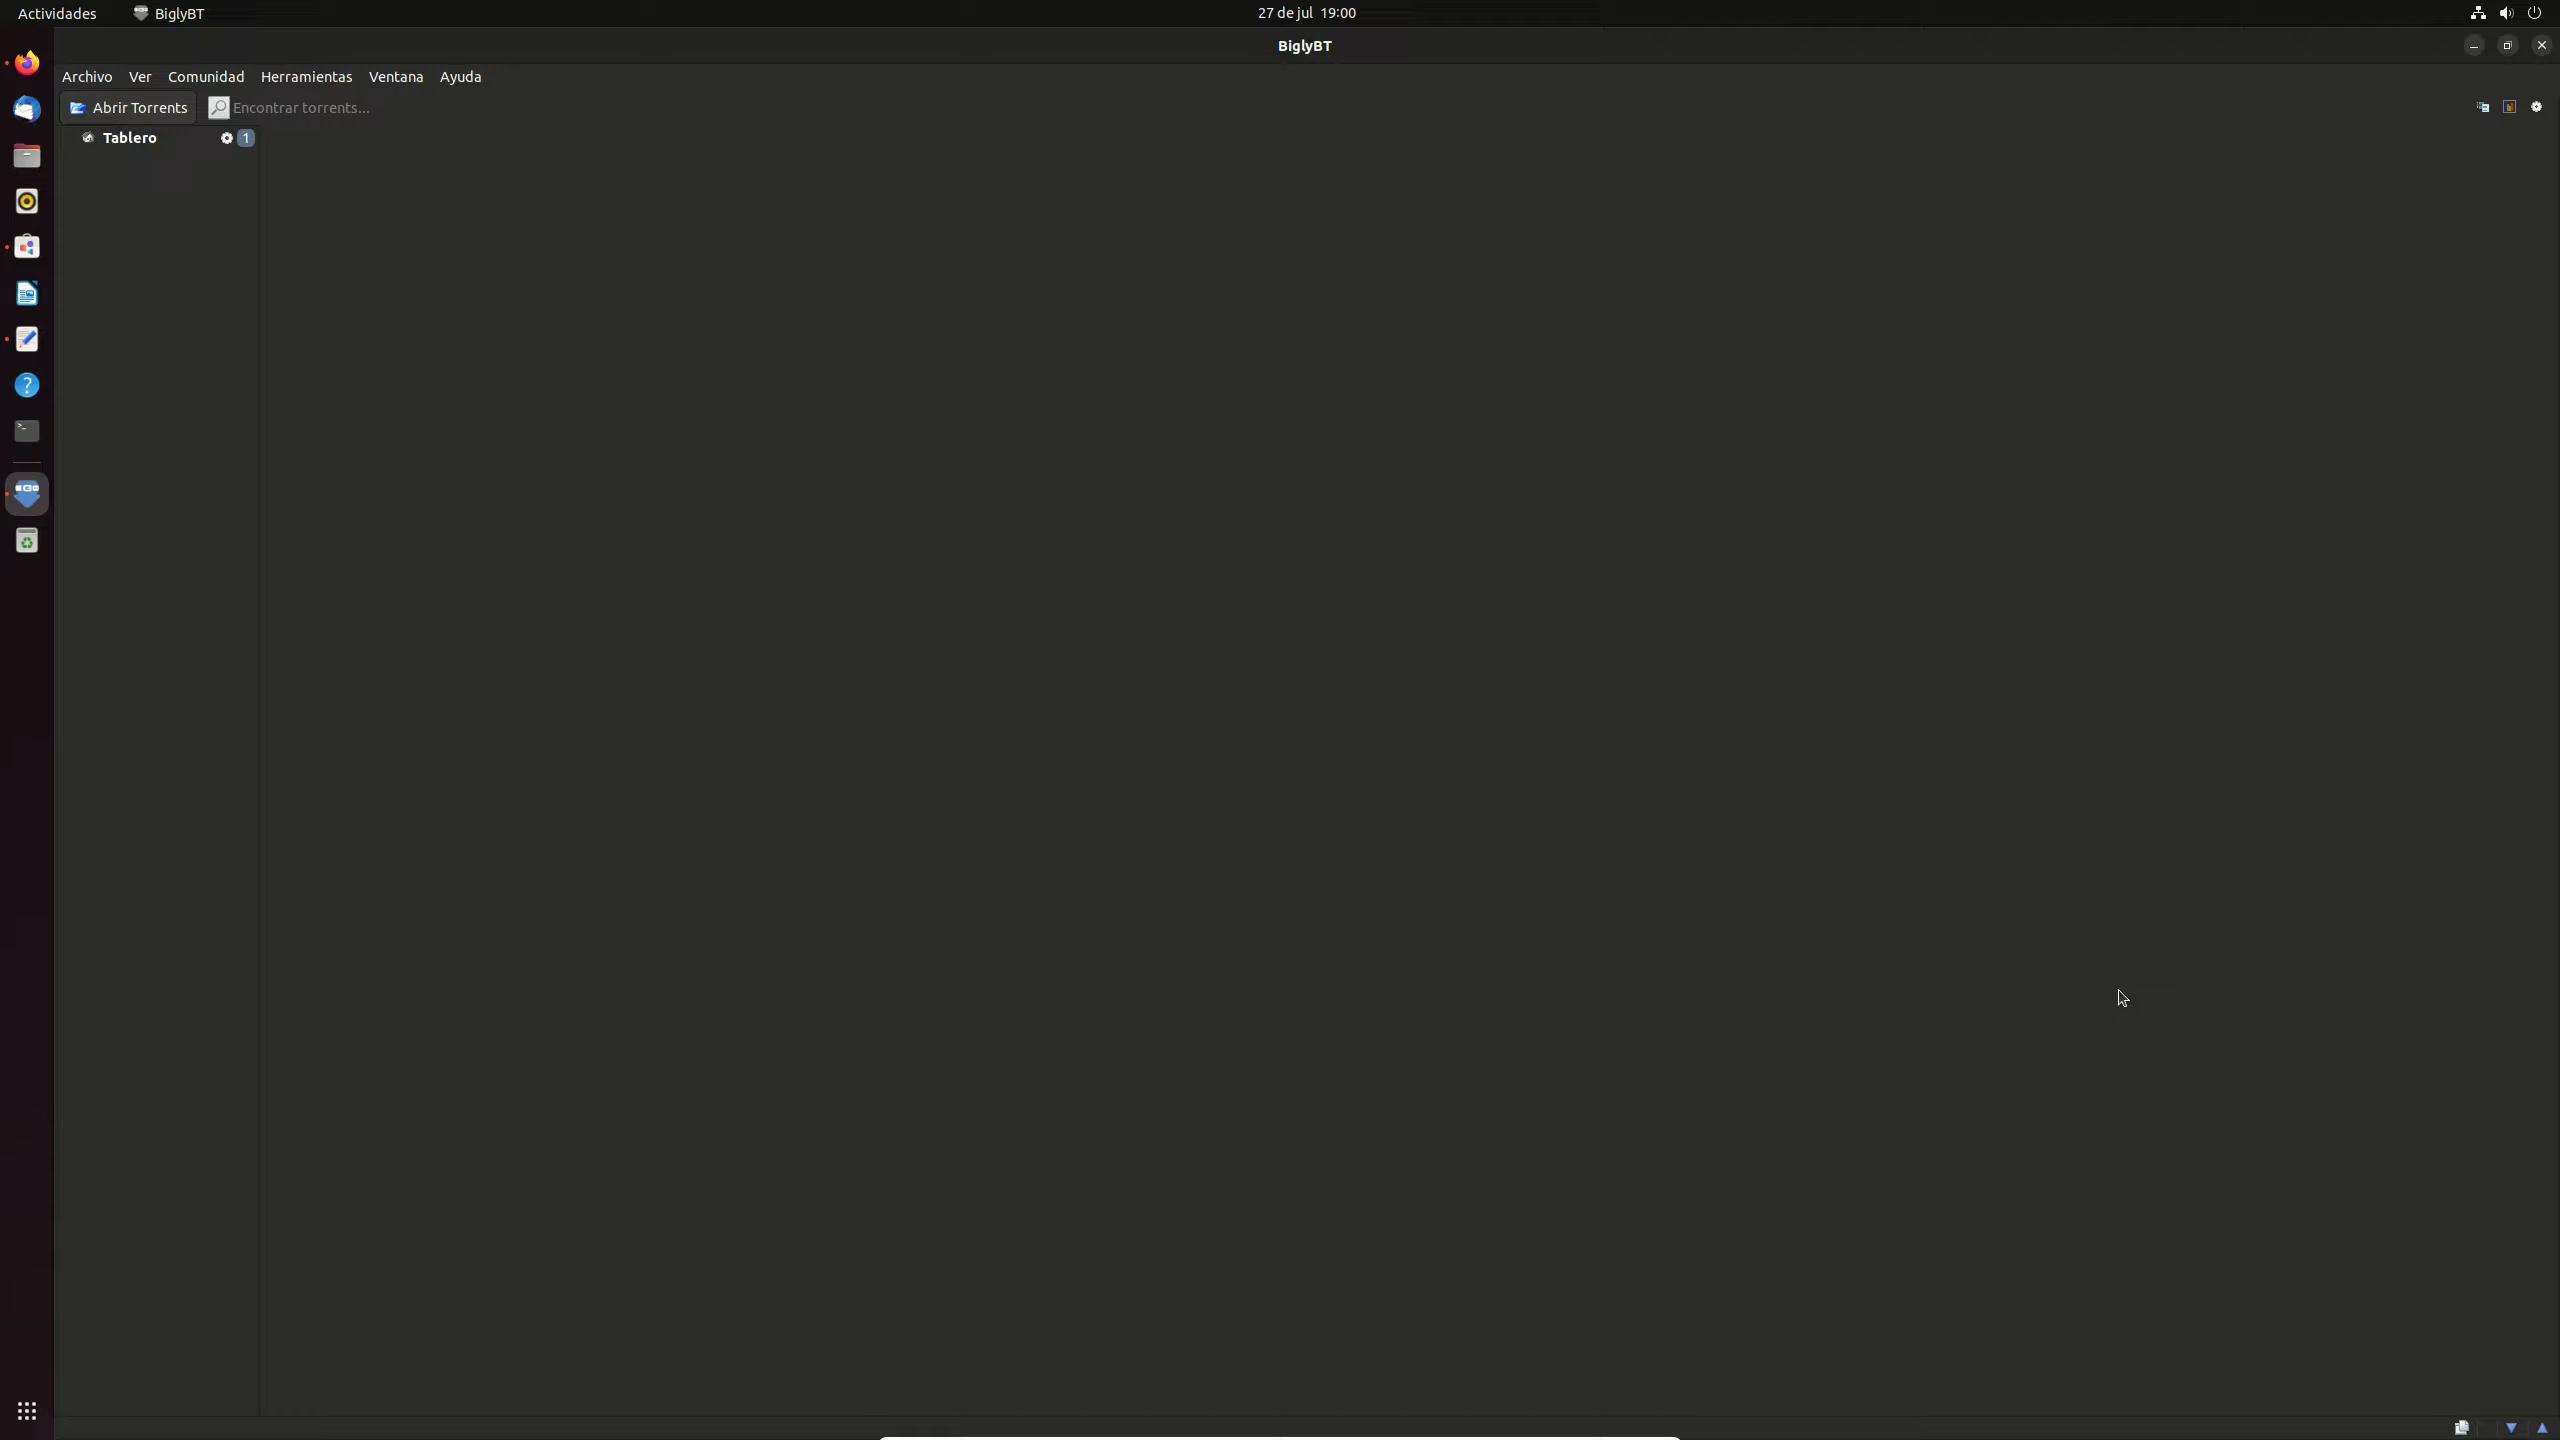 Actividades BiglyBT 27 de jul 19:00
BiglyBT
Archivo Ver Comunidad Herramientas Ventana Ayuda
Abrir Torrents Encontrar torrents...
Tablero 1